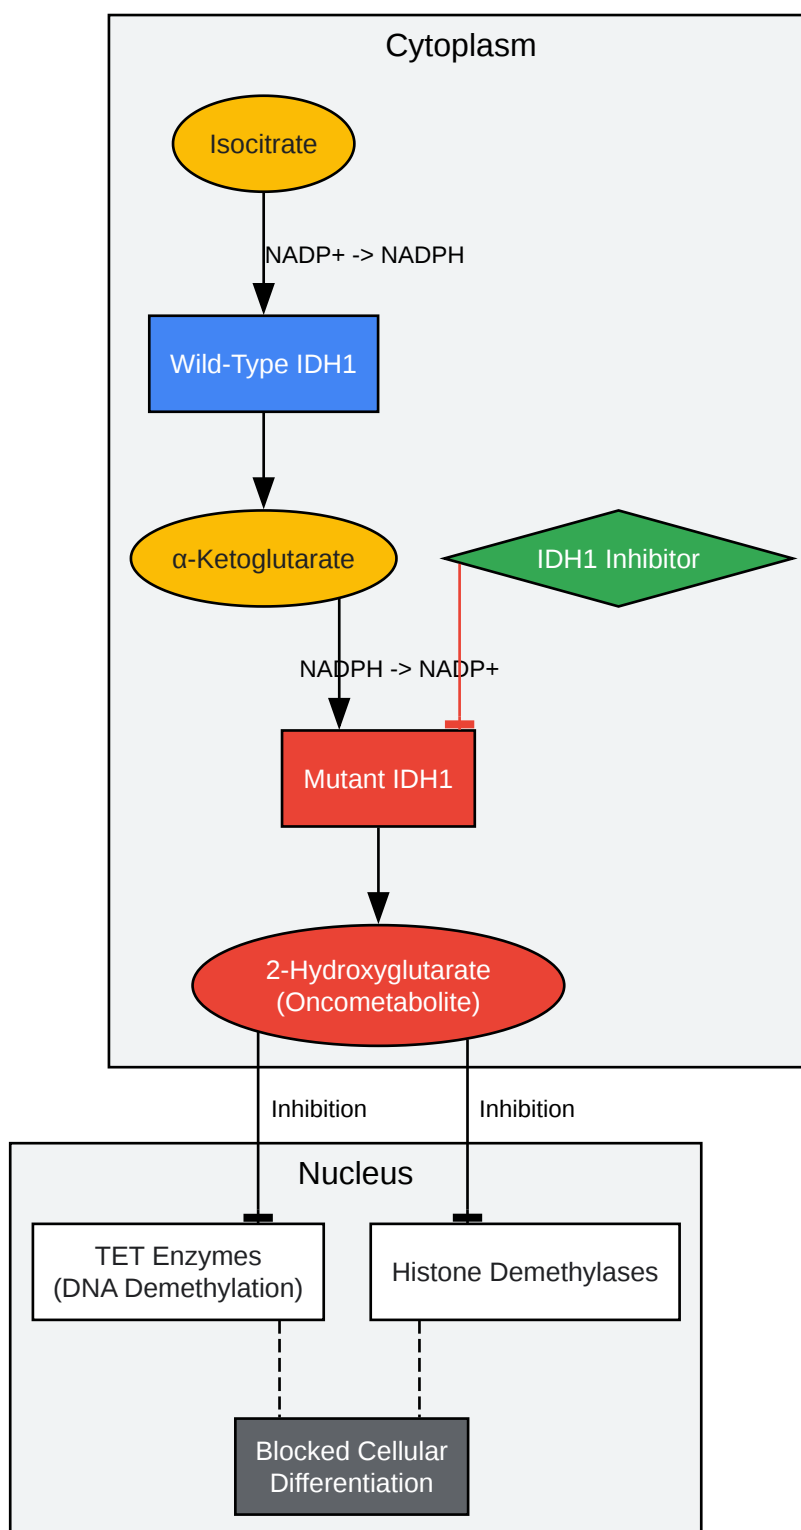 Cytoplasm
Isocitrate
NADP+ -> NADPH
Wild-Type IDH1
α-Ketoglutarate
IDH1 Inhibitor
NADPH -> NADP+
Mutant IDH1
2-Hydroxyglutarate
(Oncometabolite)
Inhibition
Inhibition
Nucleus
TET Enzymes
(DNA Demethylation)
Histone Demethylases
Blocked Cellular
Differentiation